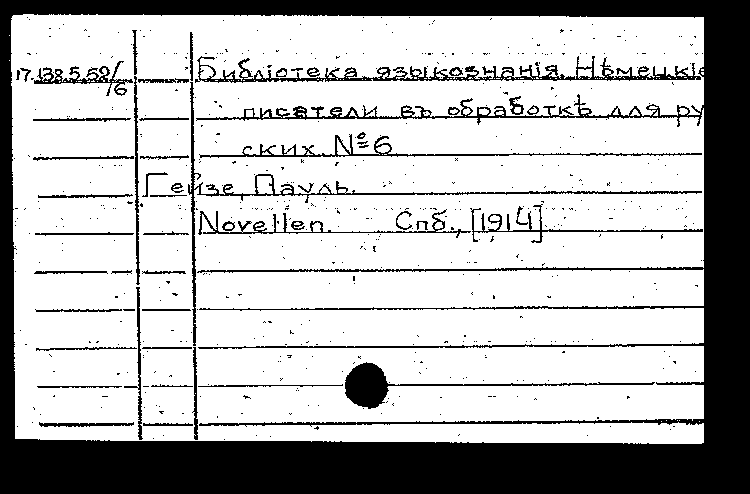 17.138.5.59/6 Библіотека языкознанія. Нѣмецкіе
писатели въ обработкѣ для ру
ских №6
Гейзе, Пауль.
Novellen. Спб., [1914]